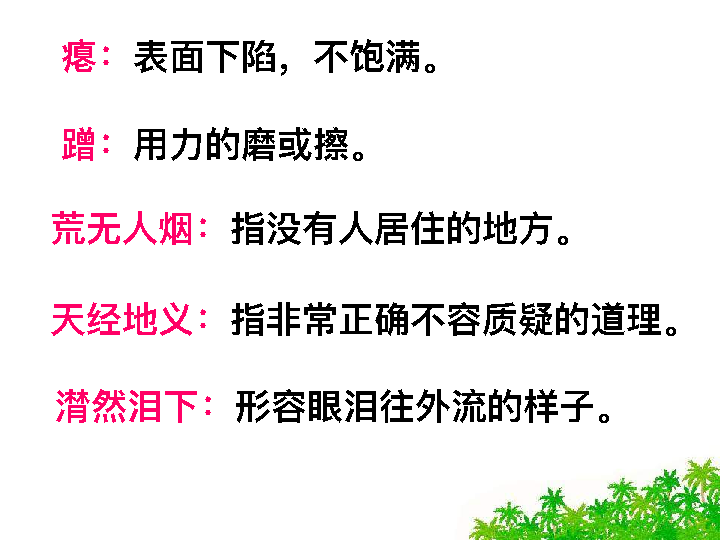 瘪：表面下陷，不饱满。
蹭：用力的磨或擦。
荒无人烟：指没有人居住的地方。
天经地义：指非常正确不容质疑的道理。
潸然泪下：形容眼泪往外流的样子。